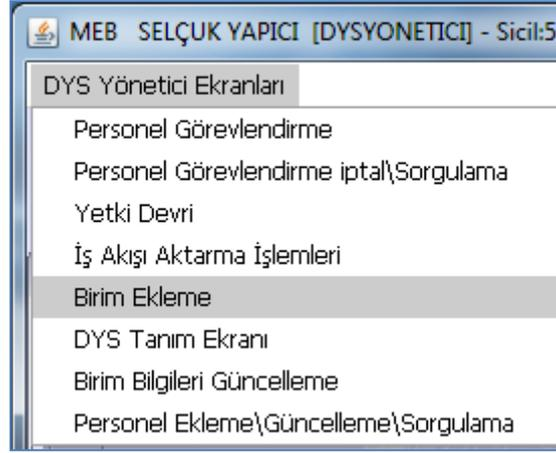 MEB SELÇUK YAPICI [DYSYONETICI] - Sicil:5
DYS Yönetici Ekranları
Personel Görevlendirme
Personel Görevlendirme iptal\Sorgulama
Yetki Devri
İş Akışı Aktarma İşlemleri
Birim Ekleme
DYS Tanım Ekranı
Birim Bilgileri Güncelleme
Personel Ekleme\Güncelleme\Sorgulama